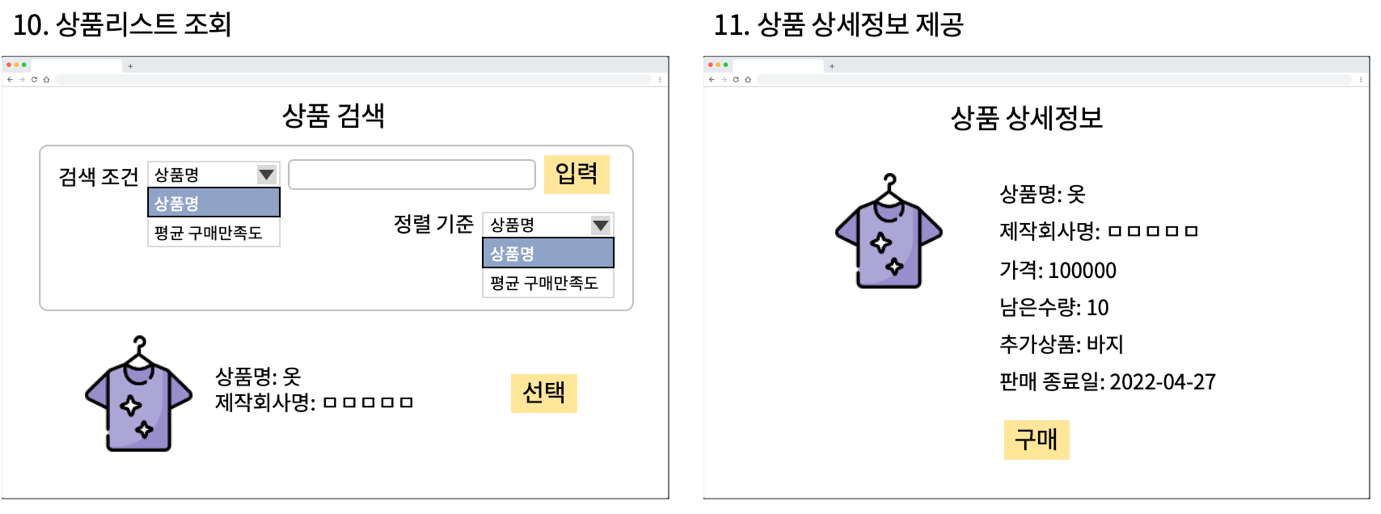 10. 상품리스트 조회
상품 검색
검색 조건 상품명 입력
상품명
평균 구매만족도
정렬 기준 상품명
상품명
평균 구매만족도
상품명: 옷
제작회사명: ㅁㅁㅁㅁㅁ
선택
11. 상품 상세정보 제공
상품 상세정보
상품명: 옷
제작회사명: ㅁㅁㅁㅁㅁ
가격: 100000
남은수량: 10
추가상품: 바지
판매 종료일: 2022-04-27
구매